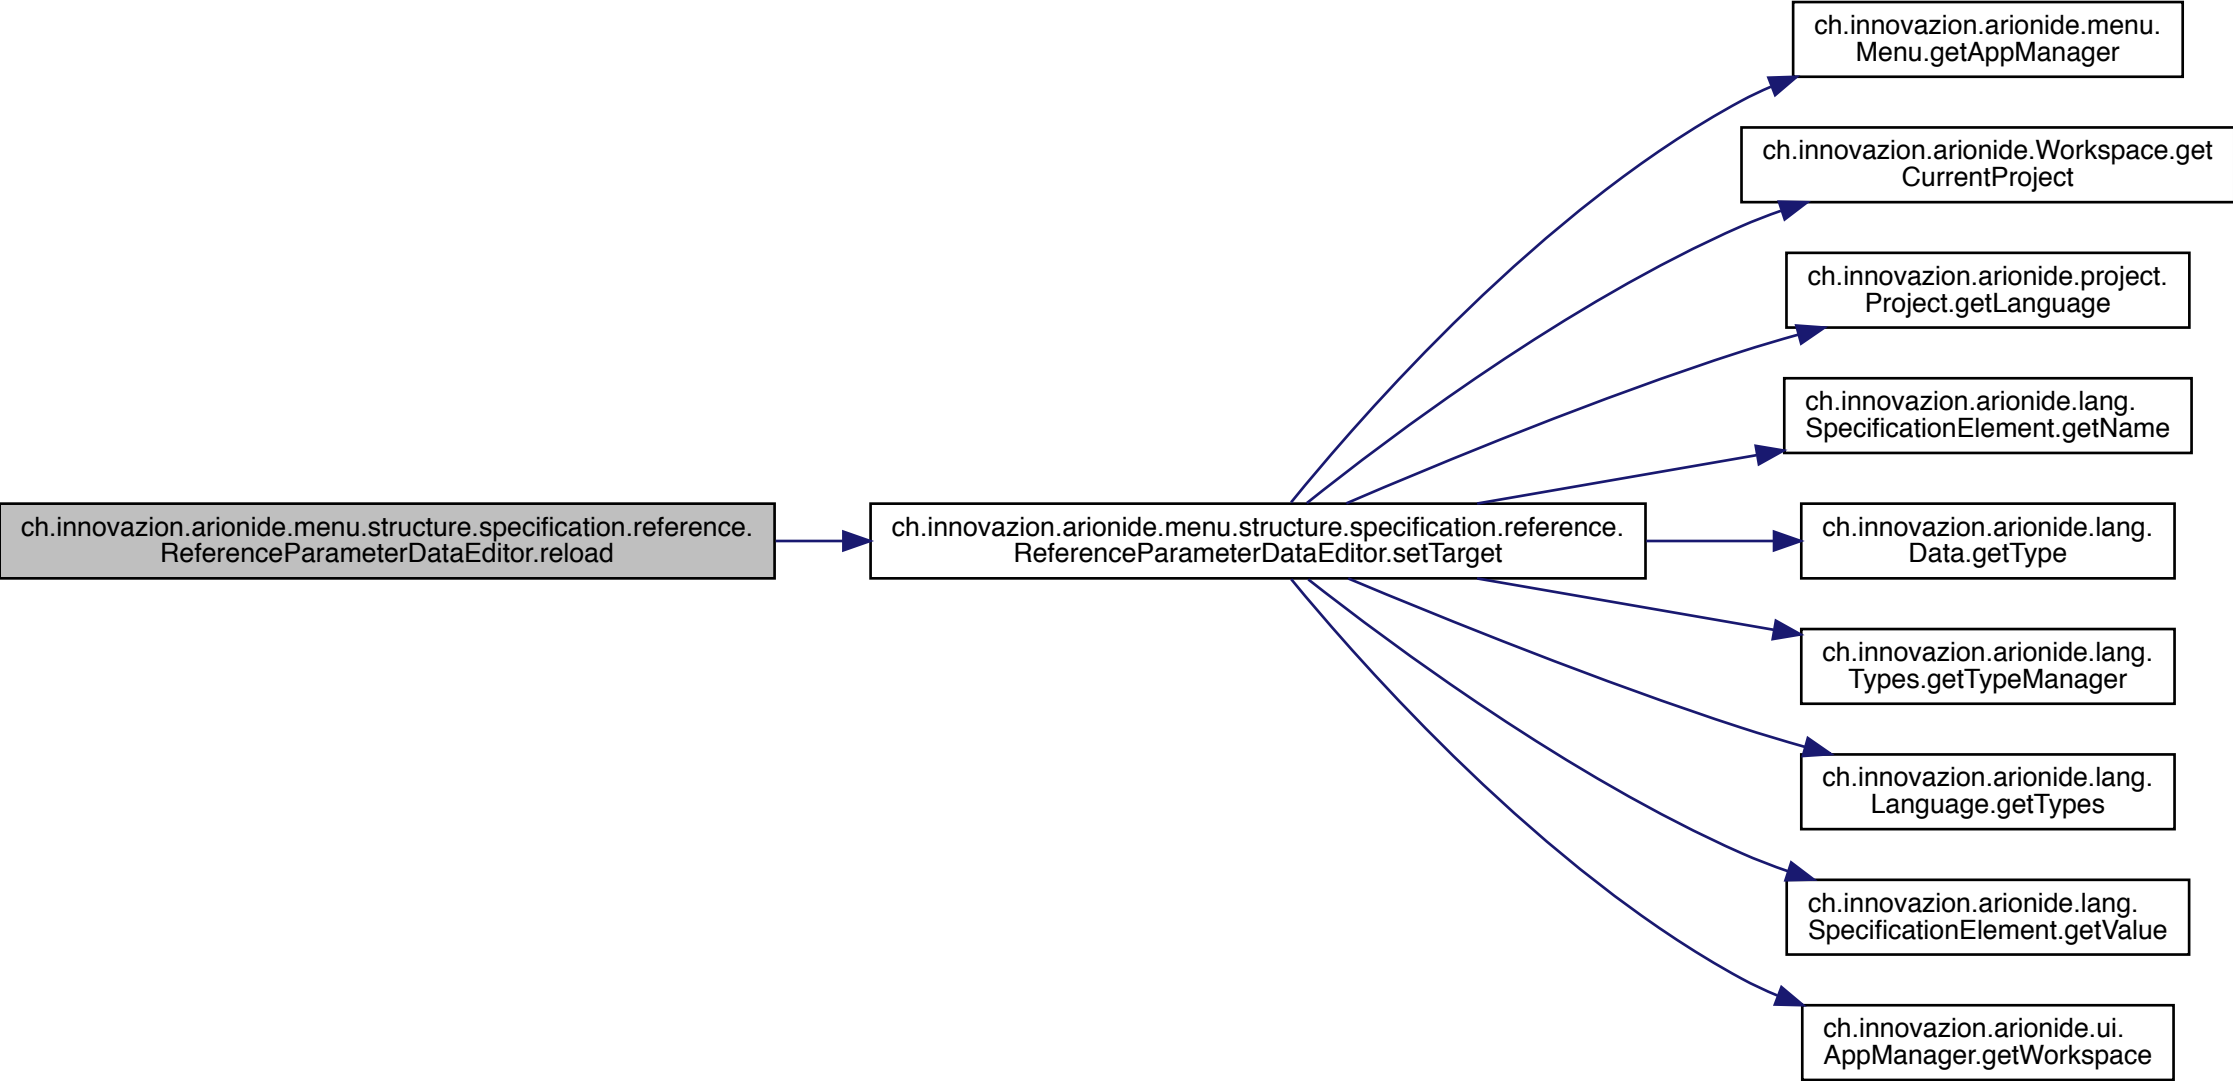 ch.innovazion.arionide.menu.structure.specification.reference.
ReferenceParameterDataEditor.reload
ch.innovazion.arionide.menu.structure.specification.reference.
ReferenceParameterDataEditor.setTarget
ch.innovazion.arionide.menu.
Menu.getAppManager
ch.innovazion.arionide.Workspace.get
CurrentProject
ch.innovazion.arionide.project.
Project.getLanguage
ch.innovazion.arionide.lang.
SpecificationElement.getName
ch.innovazion.arionide.lang.
Data.getType
ch.innovazion.arionide.lang.
Types.getTypeManager
ch.innovazion.arionide.lang.
Language.getTypes
ch.innovazion.arionide.lang.
SpecificationElement.getValue
ch.innovazion.arionide.ui.
AppManager.getWorkspace